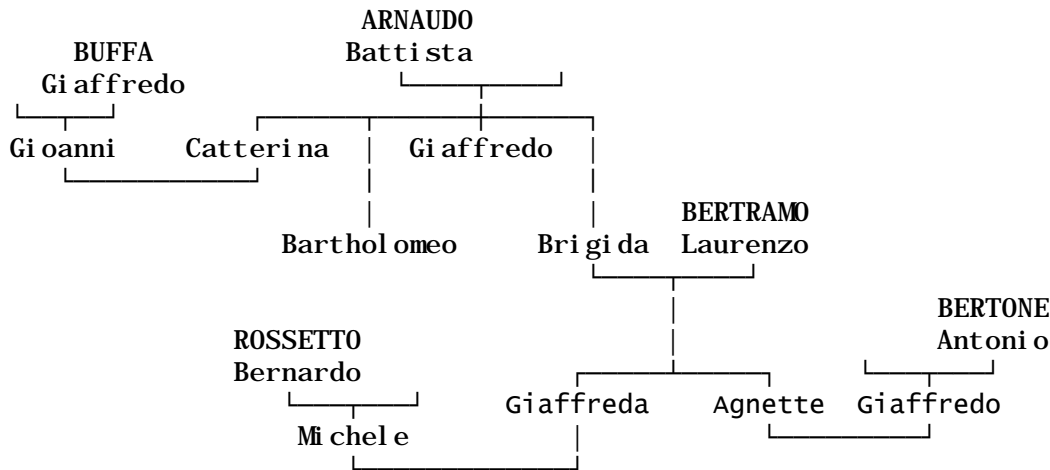 ARNAUDO
BUFFA Battista
Giaffredo
Gioanni Catterina Giaffredo
BERTRAMO
Bartholomeo Brigida Laurenzo
BERTONE
ROSSETTO Antonio
Bernardo
Giaffreda Agnette Giaffredo
Michele